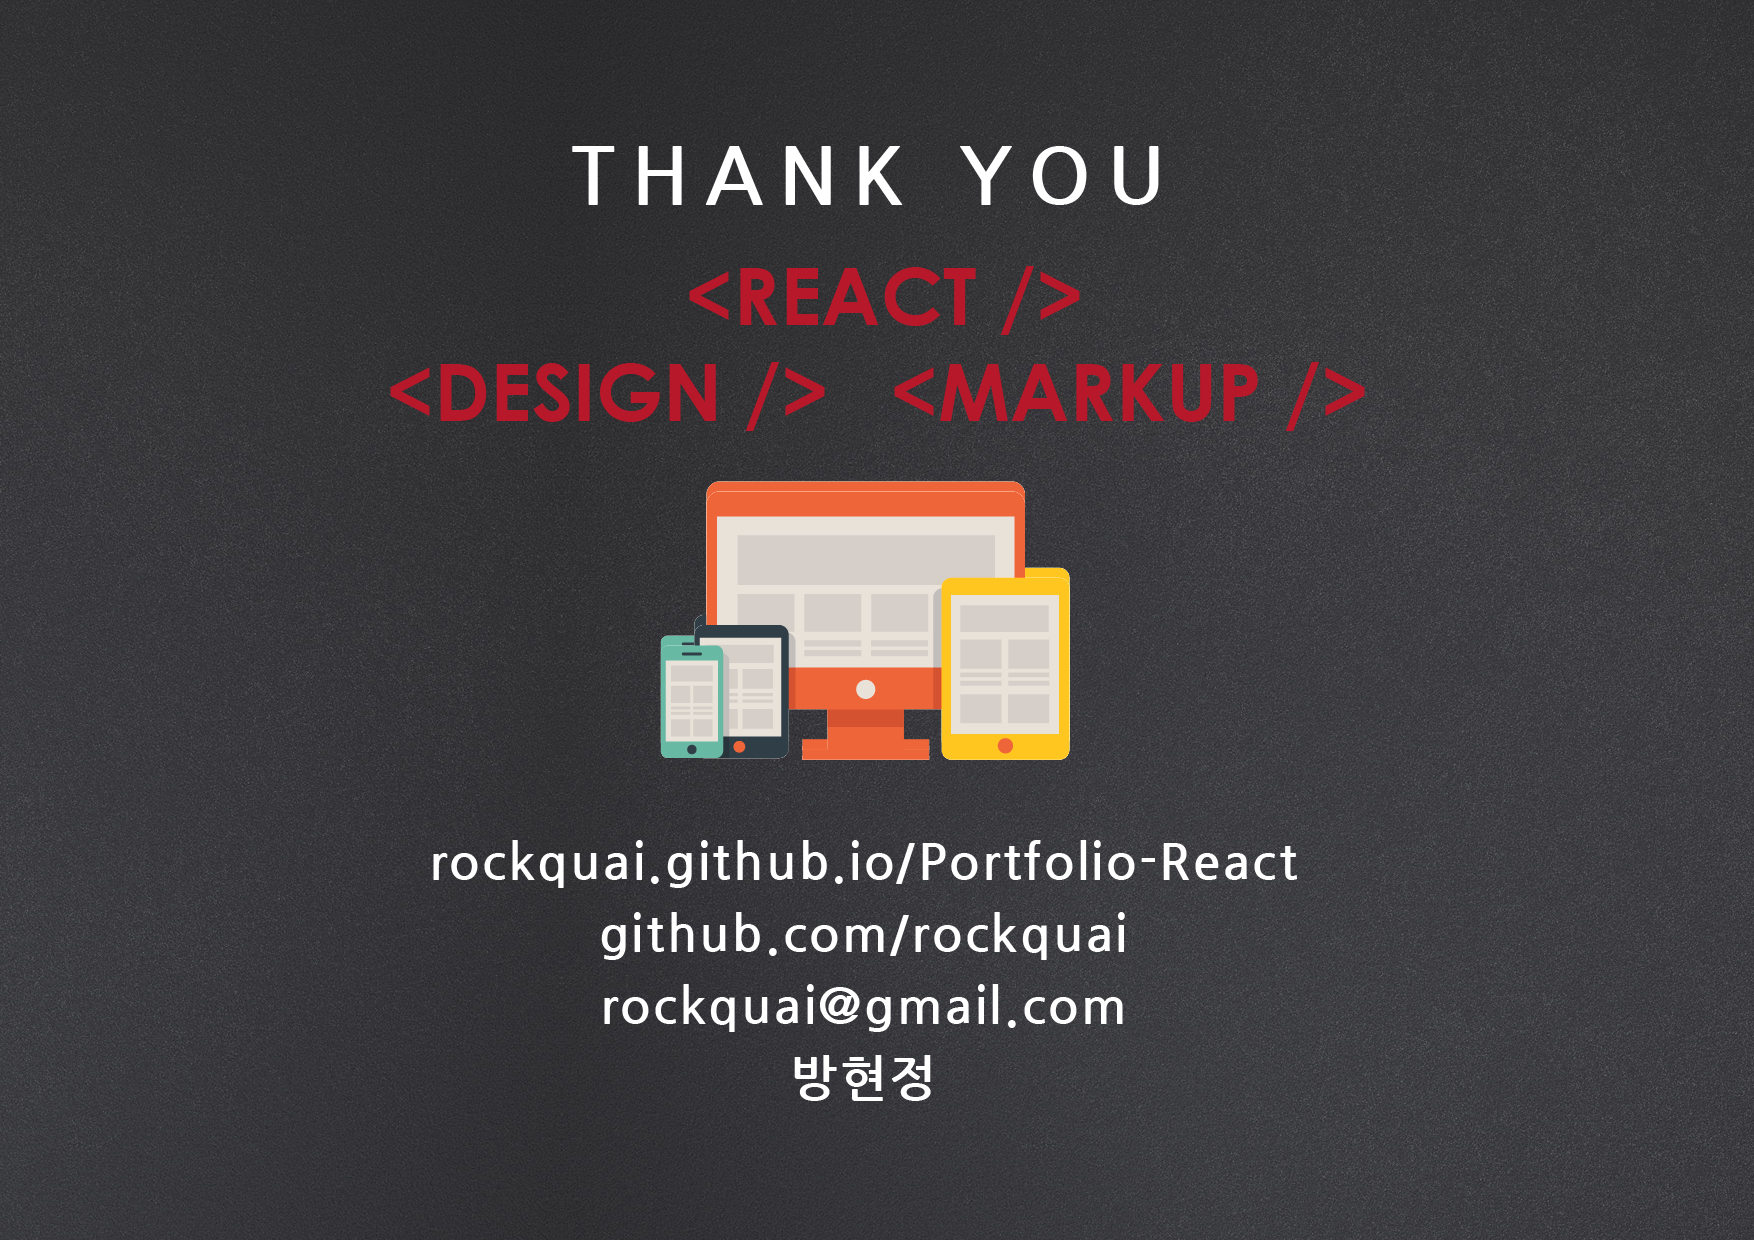 THANK YOU
<REACT />
<DESIGN /> <MARKUP />
rockquai.github.io/Portfolio-React
github.com/rockquai
rockquai@gmail.com
방현정